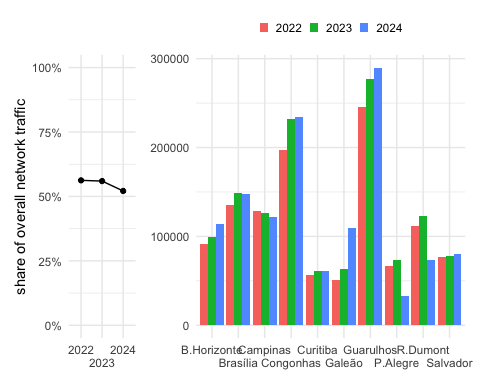 2022 2023 2024
share of overall network traffic
100%
75%
50%
25%
0%
2022 2024
2023
300000
200000
100000
0
B.Horizonte Campinas Curitiba Guarulhos R.Dumont
Brasília Congonhas Galeão P.Alegre Salvador